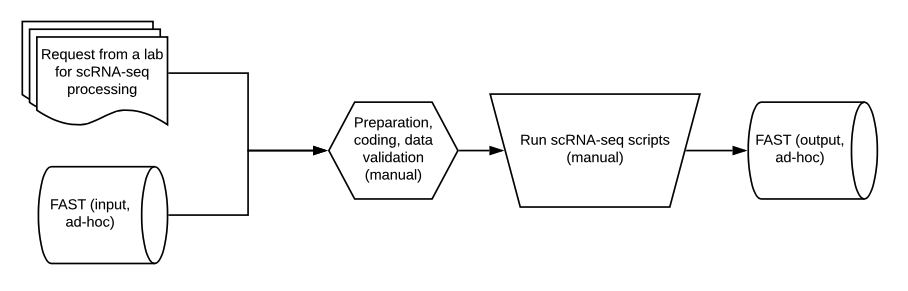 Request from a lab
for scRNA-seq
processing
FAST (input,
ad-hoc)
Preparation,
coding, data
validation
(manual)
Run scRNA-seq scripts
(manual)
FAST (output,
ad-hoc)